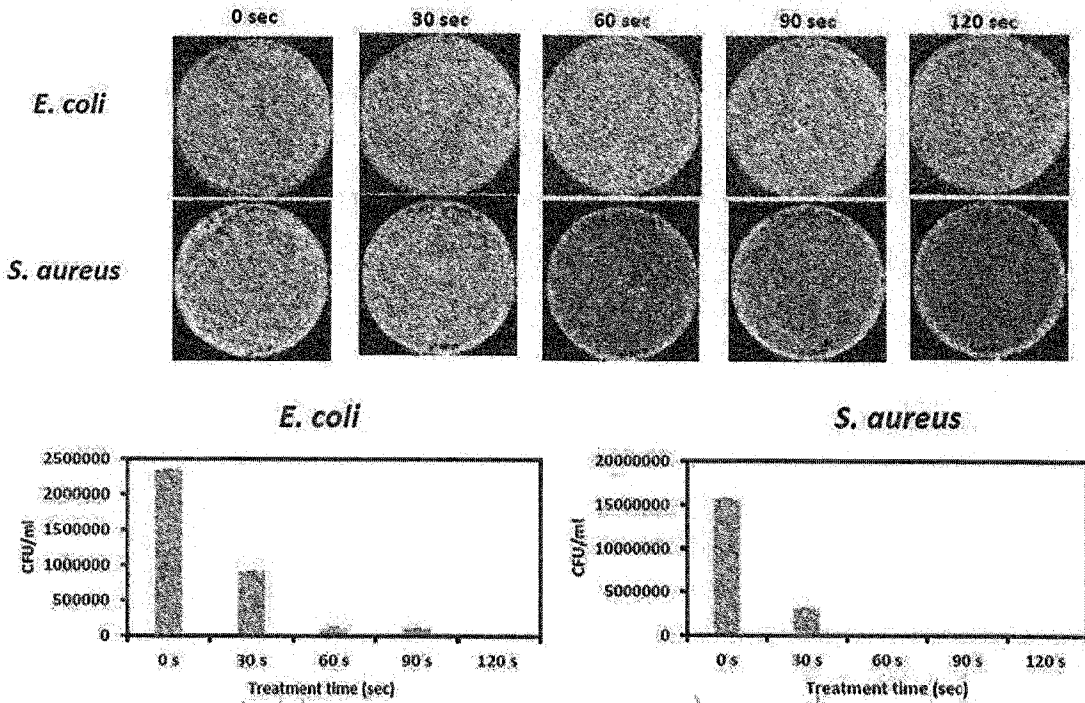 0 sec 30 sec 60 sec 90 sec 120 sec
E. coli
S. aureus
E. coli
2500000
2000000
1500000
1000000
500000
0
CFU/ml
0 s 30 s 60 s 90 s 120 s
Treatment time (sec)
S. aureus
20000000
15000000
10000000
5000000
0
CFU/ml
0 s 30 s 60 s 90 s 120 s
Treatment time (sec)